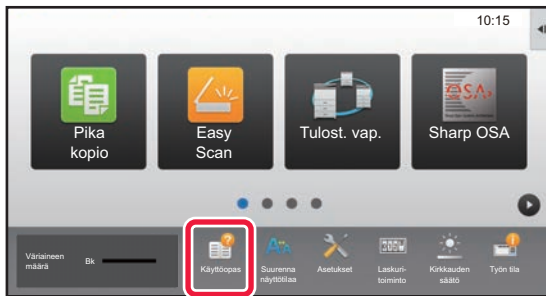 10:15
Pika
kopio
Easy
Scan
Tulost. vap.
Sharp OSA
OSA
Väriaineen
määrä
Bk
Käyttöopas
Suurenna
näyttötilaa
Asetukset
Laskuri-
toiminto
Kirkkauden
säätö
Työn tila